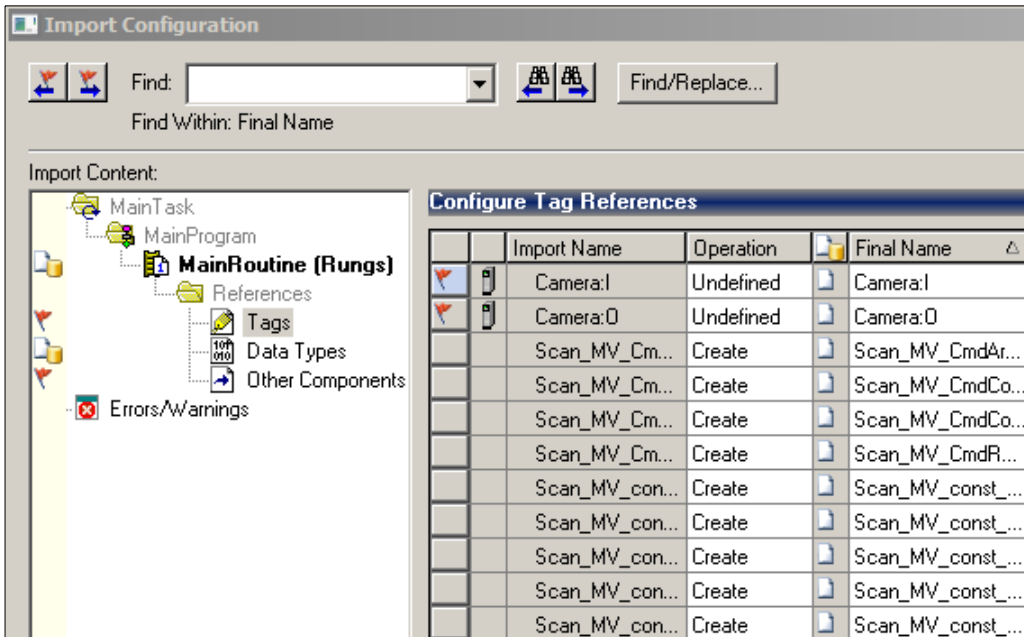 Import Configuration
Find:
Find/Replace...
Find Within: Final Name
Import Content:
MainTask
MainProgram
MainRoutine (Rungs)
References
Tags
Data Types
Other Components
Errors/Warnings
Configure Tag References
Import Name Operation Final Name
Camera:I Undefined Camera:I
Camera:O Undefined Camera:O
Scan_MV_Cm... Create Scan_MV_CmdAr...
Scan_MV_Cm... Create Scan_MV_CmdCo...
Scan_MV_Cm... Create Scan_MV_CmdCo...
Scan_MV_Cm... Create Scan_MV_CmdR...
Scan_MV_con... Create Scan_MV_const_...
Scan_MV_con... Create Scan_MV_const_...
Scan_MV_con... Create Scan_MV_const_...
Scan_MV_con... Create Scan_MV_const_...
Scan_MV_con... Create Scan_MV_const_...